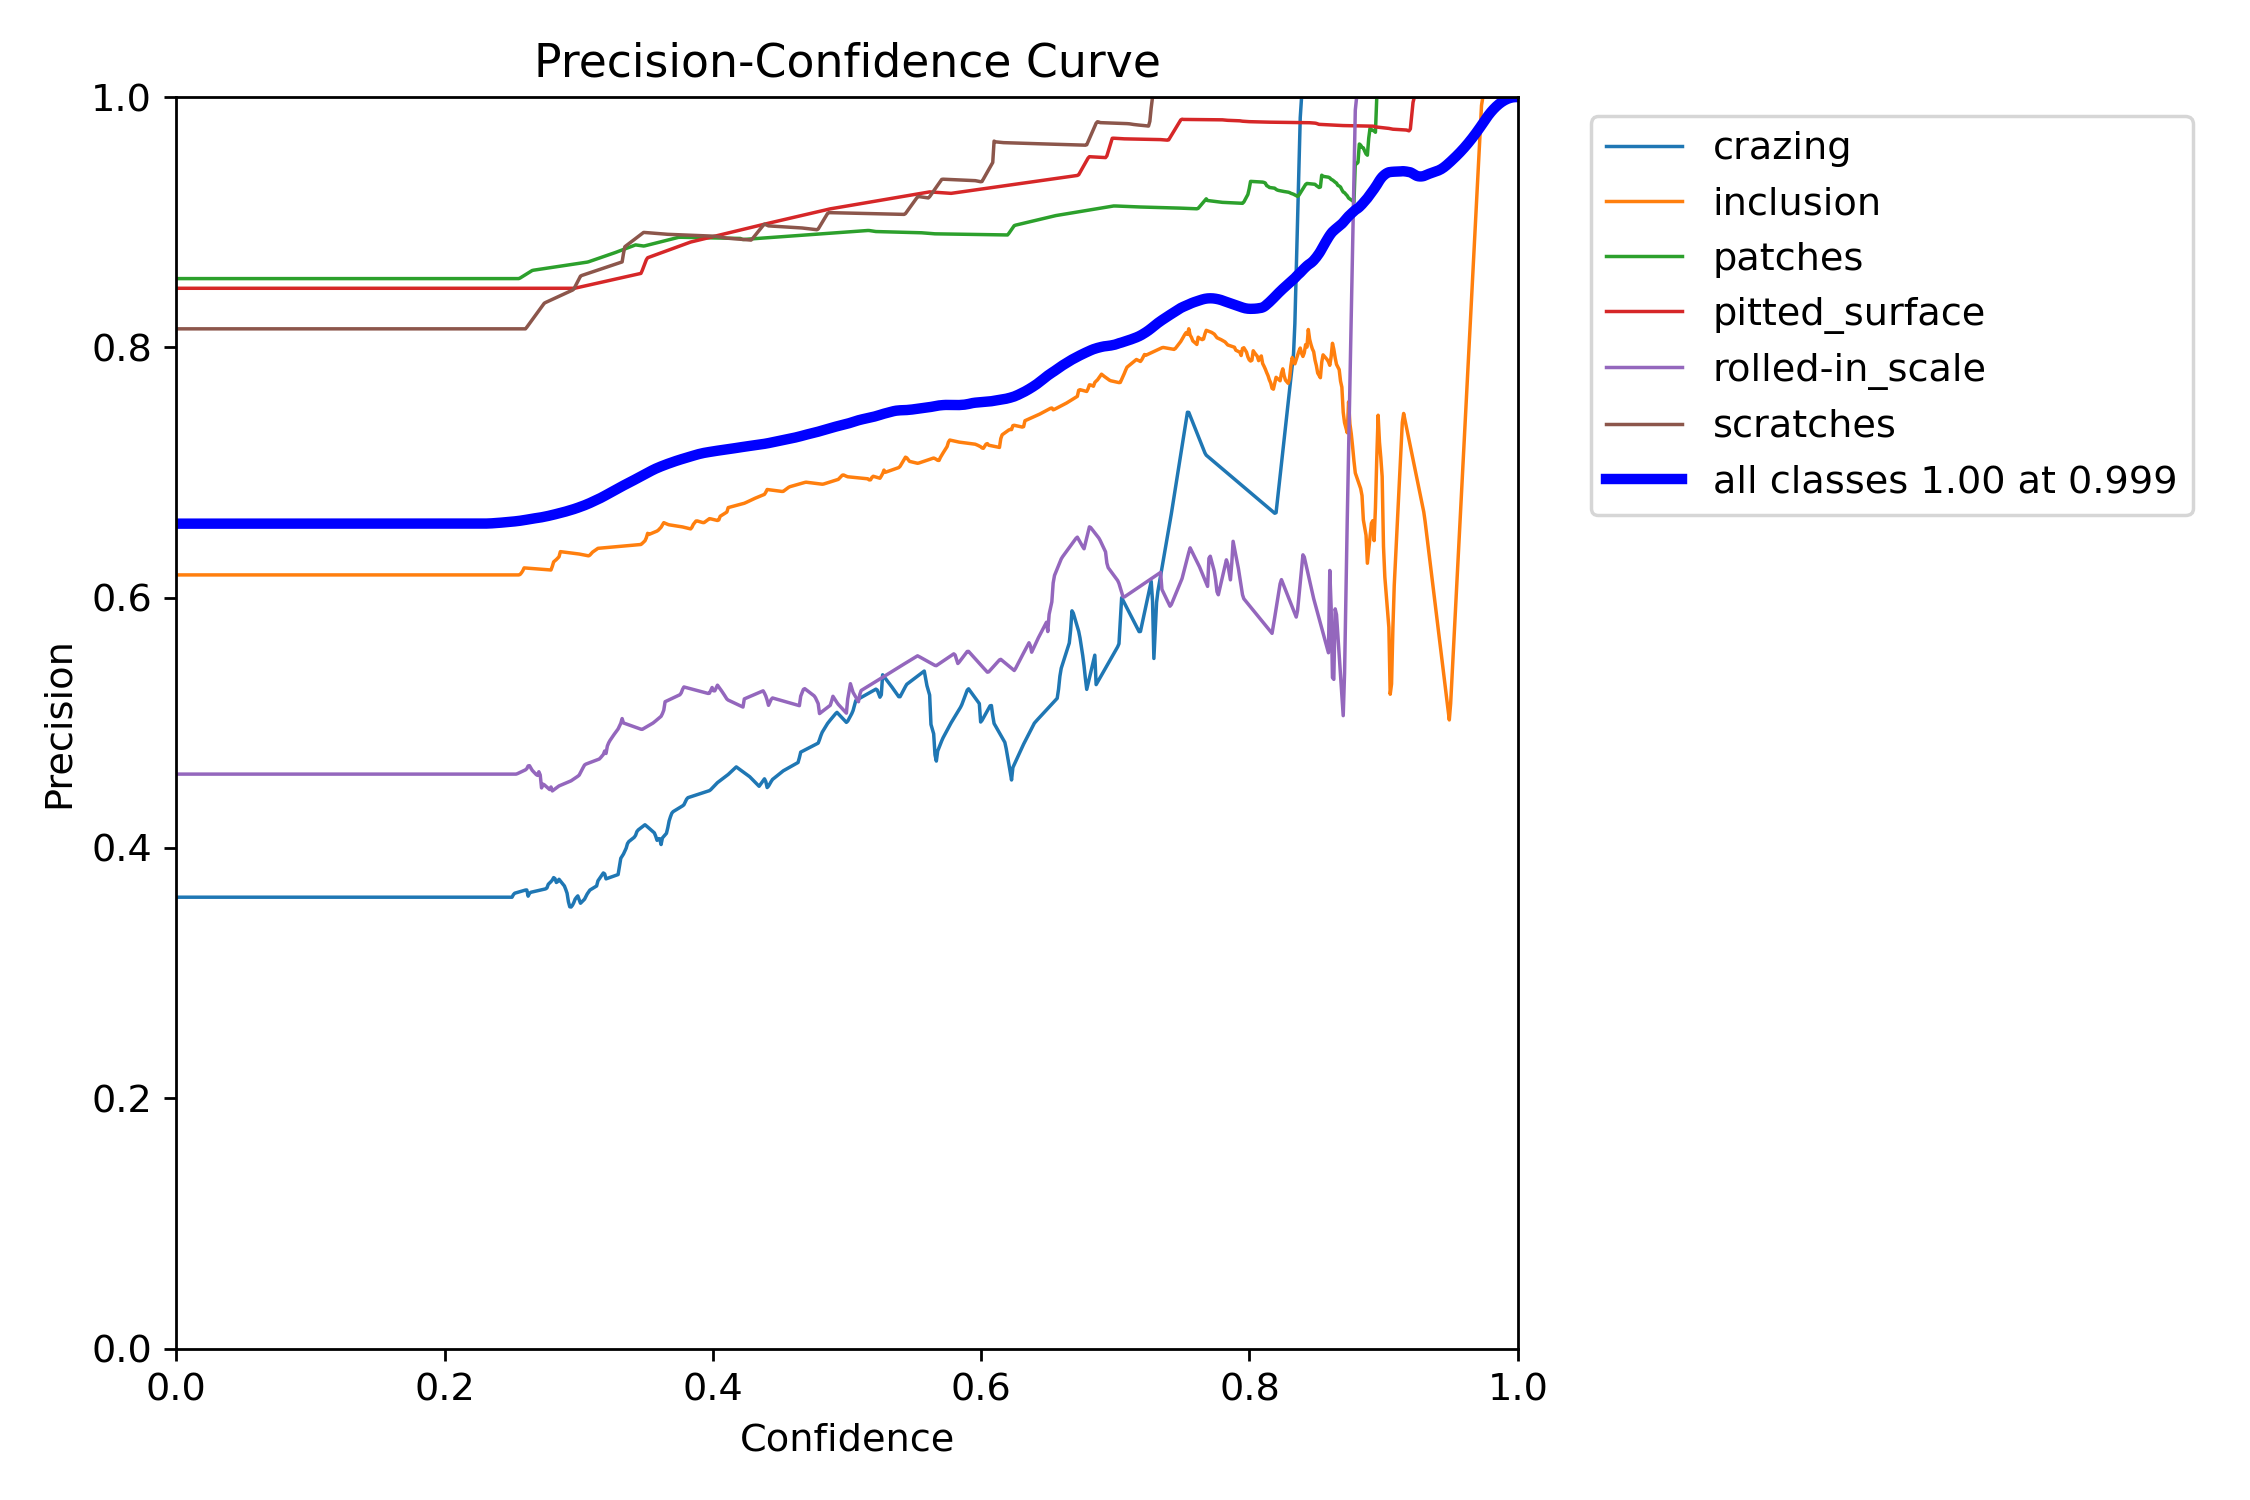 Precision-Confidence Curve
1.0
0.8
0.6
0.4
0.2
0.0
Precision
0.0 0.2 0.4 0.6 0.8 1.0
Confidence
crazing
inclusion
patches
pitted_surface
rolled-in_scale
scratches
all classes 1.00 at 0.999